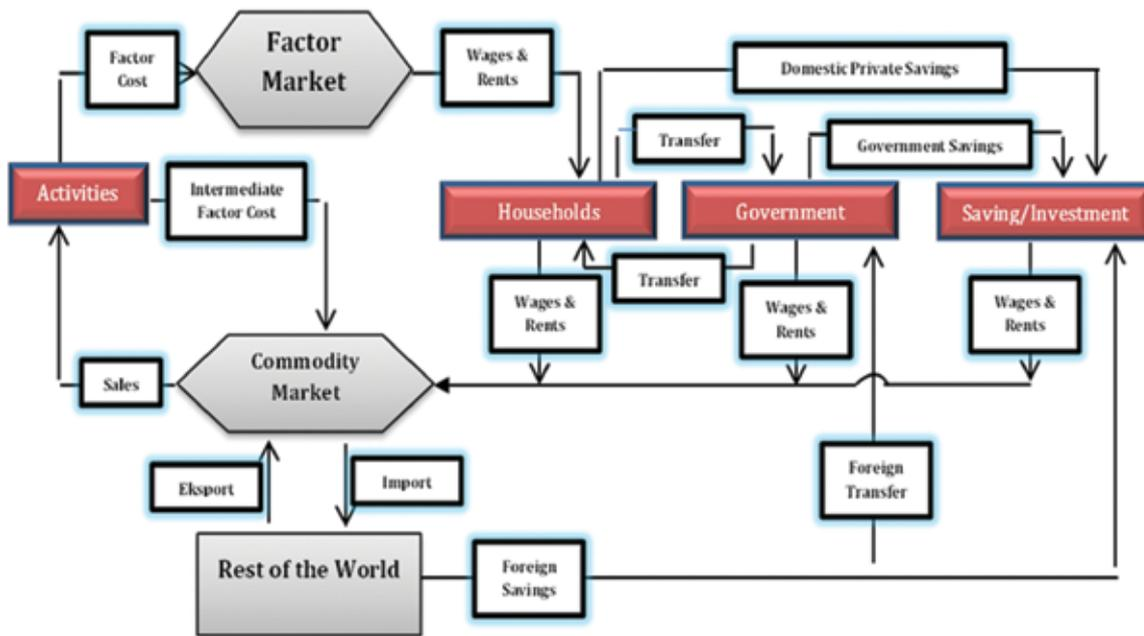 Factor
Cost
Factor
Market
Wages &
Rents
Domestic Private Savings
Transfer
Government Savings
Activities
Intermediate
Factor Cost
Households
Government
Saving/Investment
Transfer
Wages &
Rents
Wages &
Rents
Wages &
Rents
Commodity
Market
Sales
Eksport
Import
Foreign
Transfer
Rest of the World
Foreign
Savings